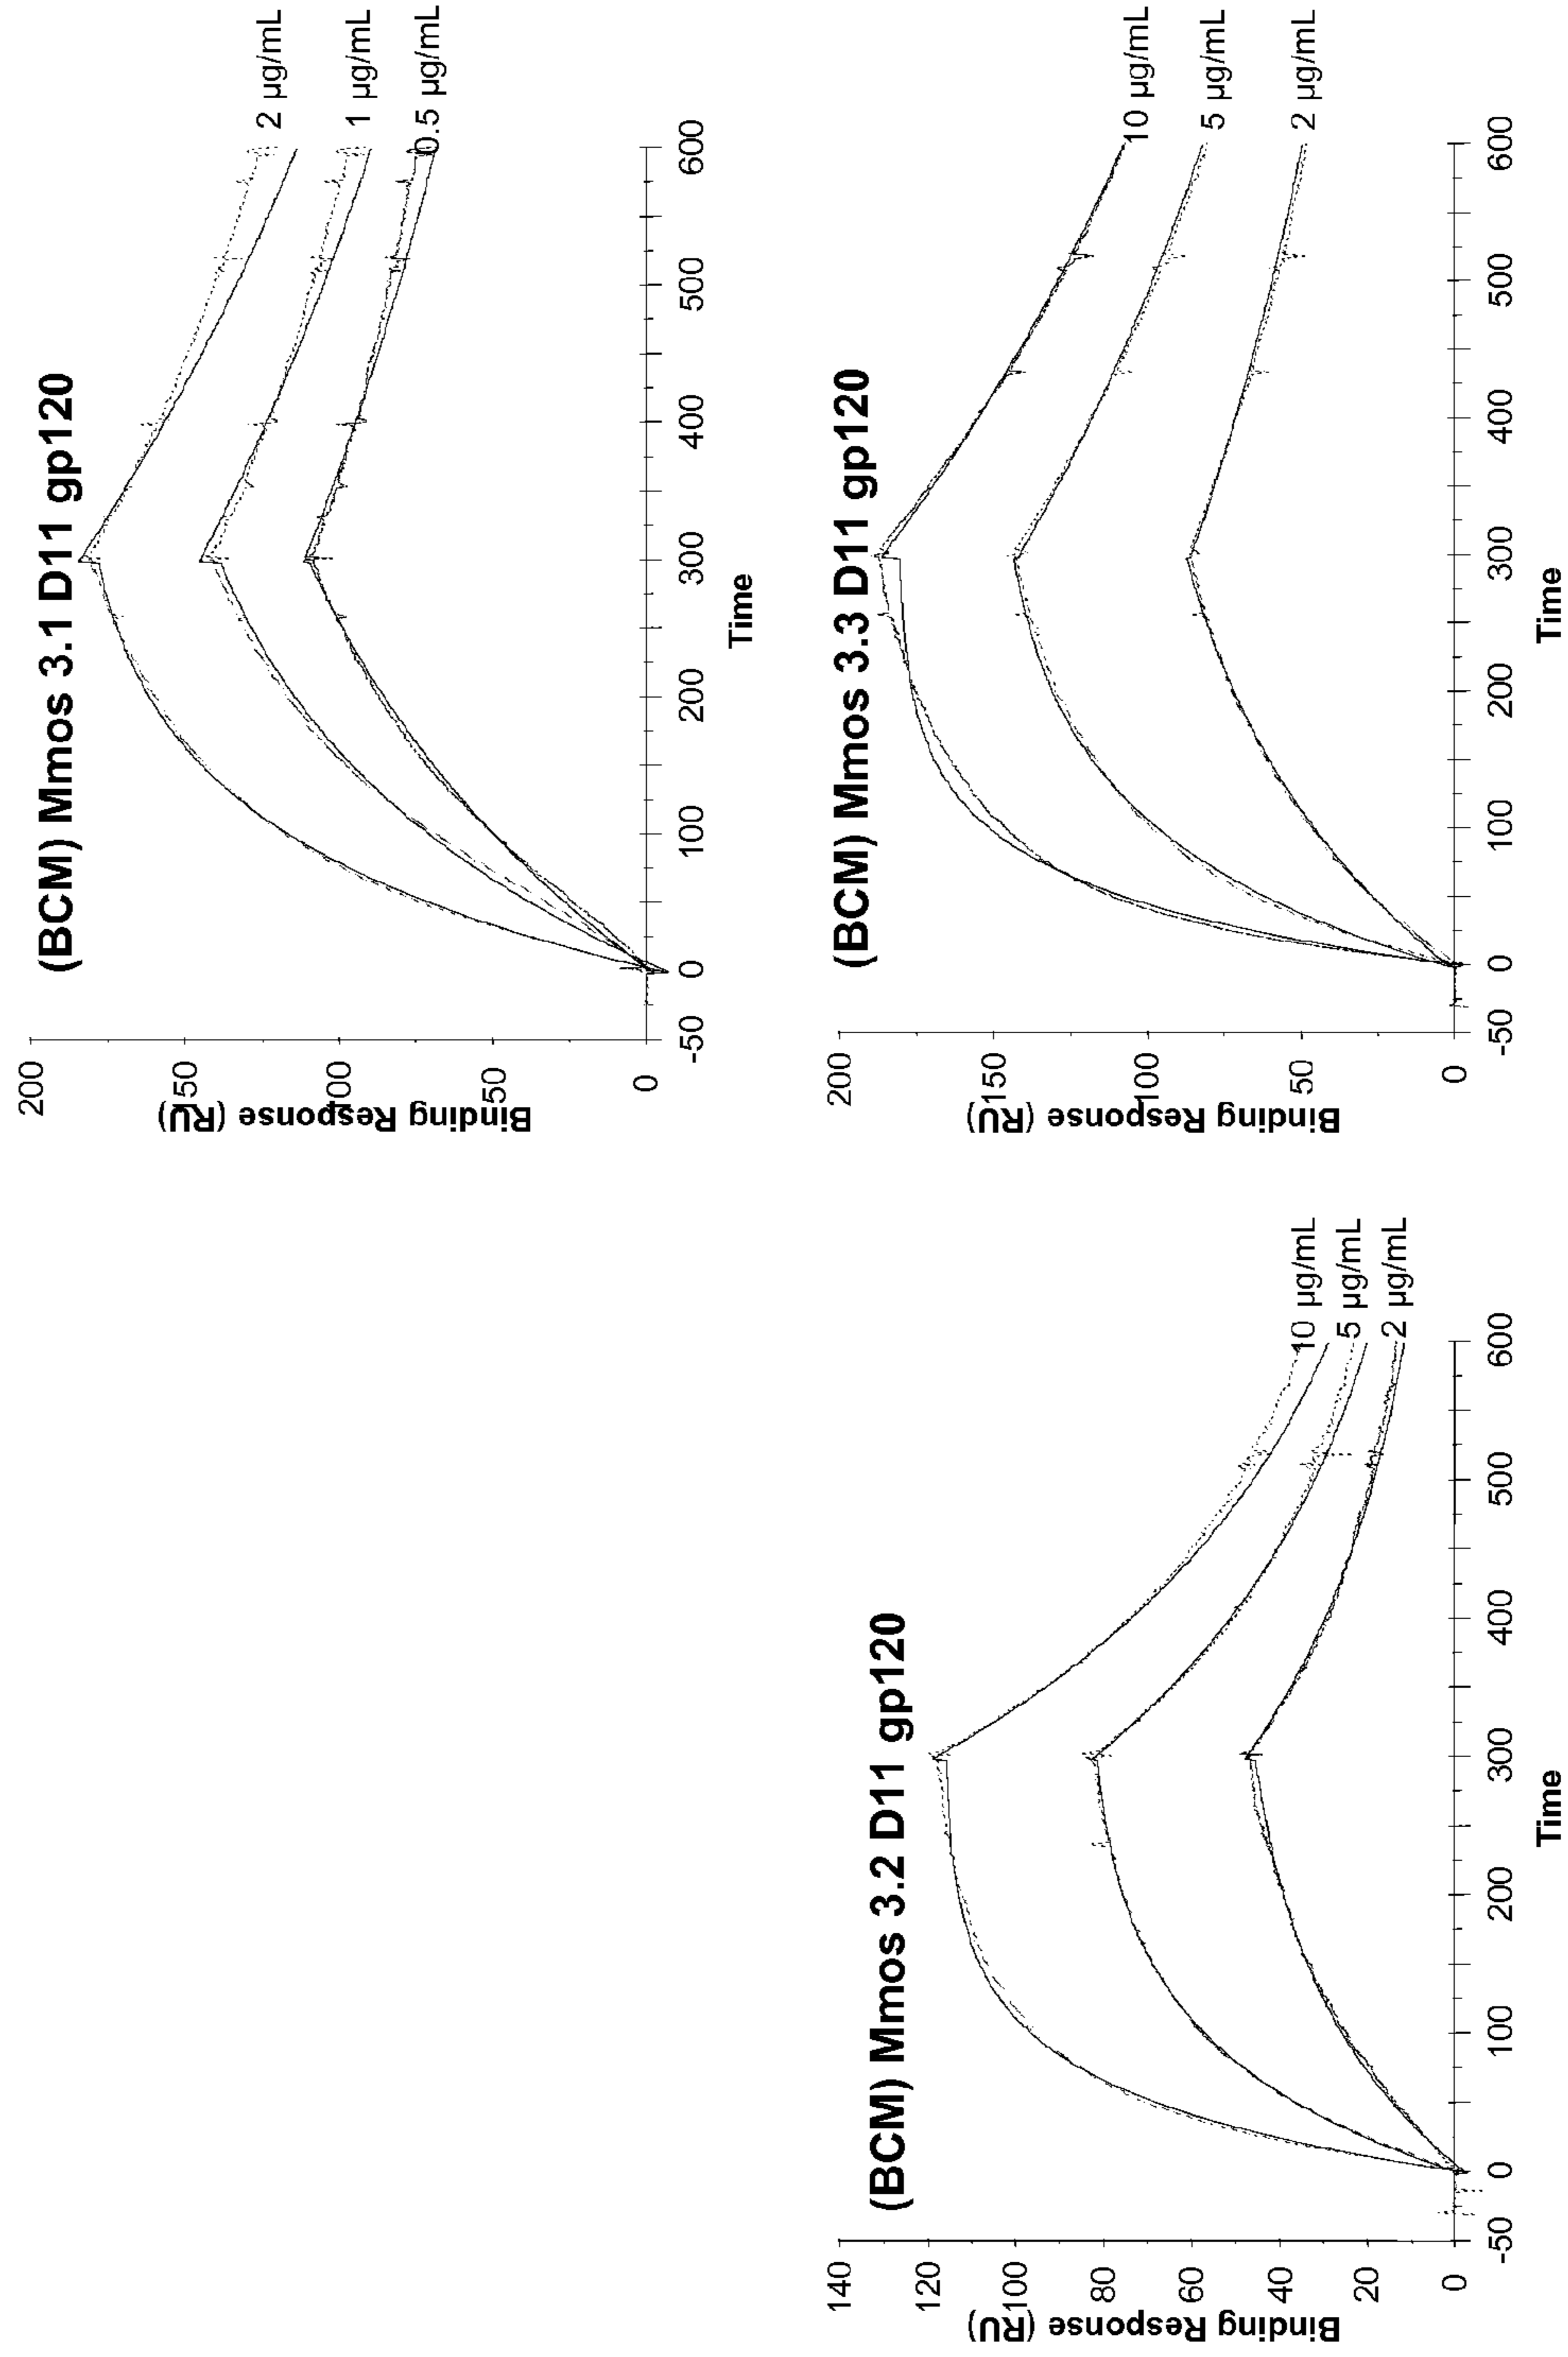 (BCM) Mmos 3.1 D11 gp120
Binding Response (RU)
200
150
100
50
0
-50 0 100 200 300 400 500 600
Time
2 µg/mL
1 µg/mL
0.5 µg/mL
(BCM) Mmos 3.2 D11 gp120
Binding Response (RU)
140
120
100
80
60
40
20
0
-50 0 100 200 300 400 500 600
Time
10 µg/mL
5 µg/mL
2 µg/mL
(BCM) Mmos 3.3 D11 gp120
Binding Response (RU)
200
150
100
50
0
-50 0 100 200 300 400 500 600
Time
10 µg/mL
5 µg/mL
2 µg/mL